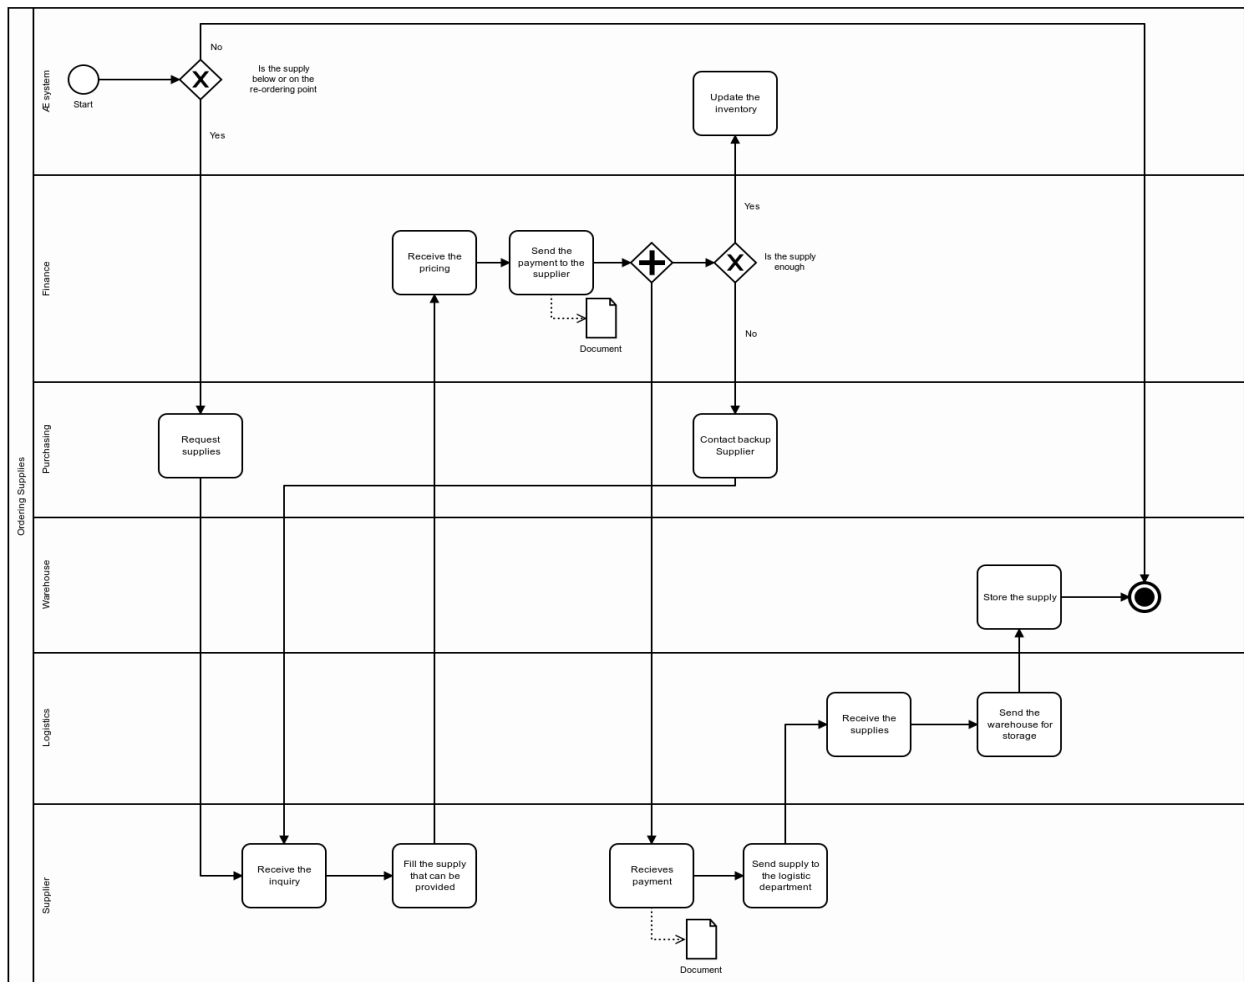 Ordering Supplies
Æ system
Start
No
Is the supply
below or on the
re-ordering point
Yes
Update the
inventory
Finance
Receive the
pricing
Send the
payment to the
supplier
Document
Yes
Is the supply
enough
No
Purchasing
Request
supplies
Contact backup
Supplier
Warehouse
Store the supply
Logistics
Receive the
supplies
Send the
warehouse for
storage
Supplier
Receive the
inquiry
Fill the supply
that can be
provided
Recieves
payment
Send supply to
the logistic
department
Document